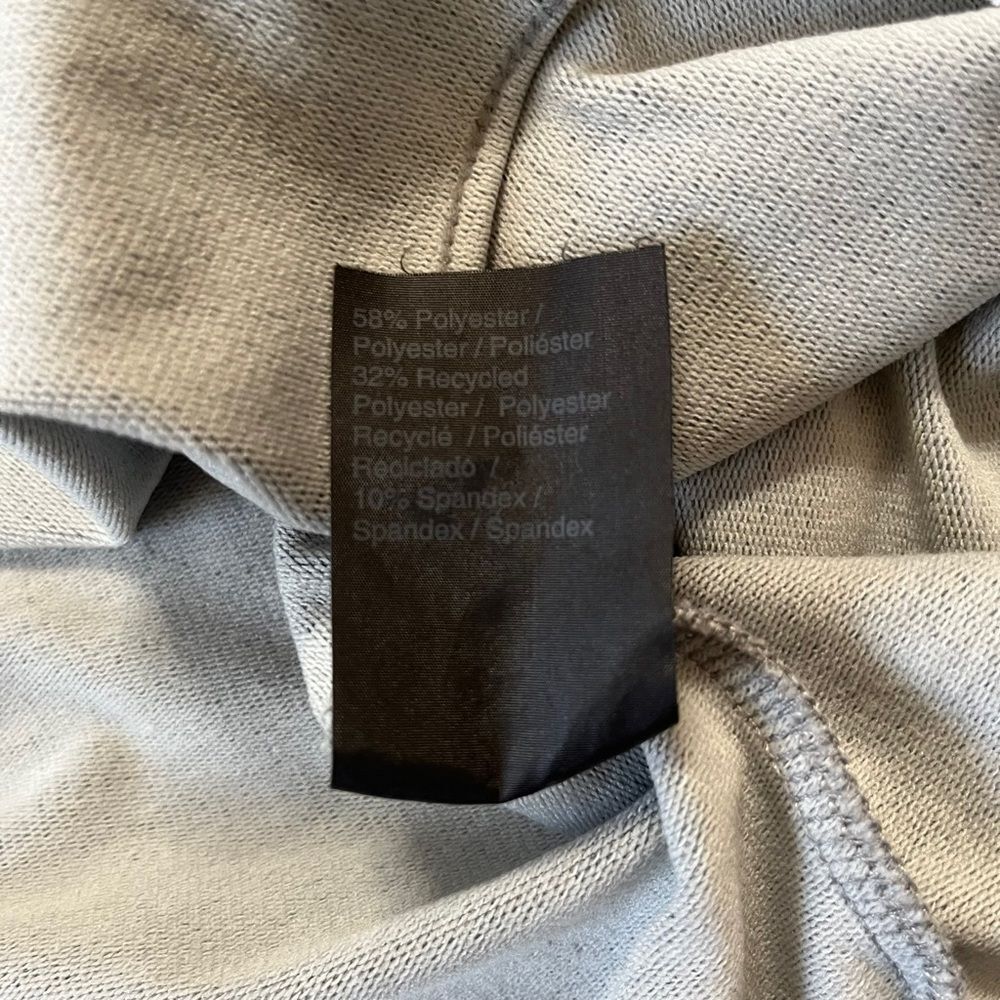 58% Polyester /
Polyester / Poliéster
32% Recycled
Polyester / Polyester
Recyclé / Poliéster
Reciclado /
10% Spandex /
Spandex / Spandex